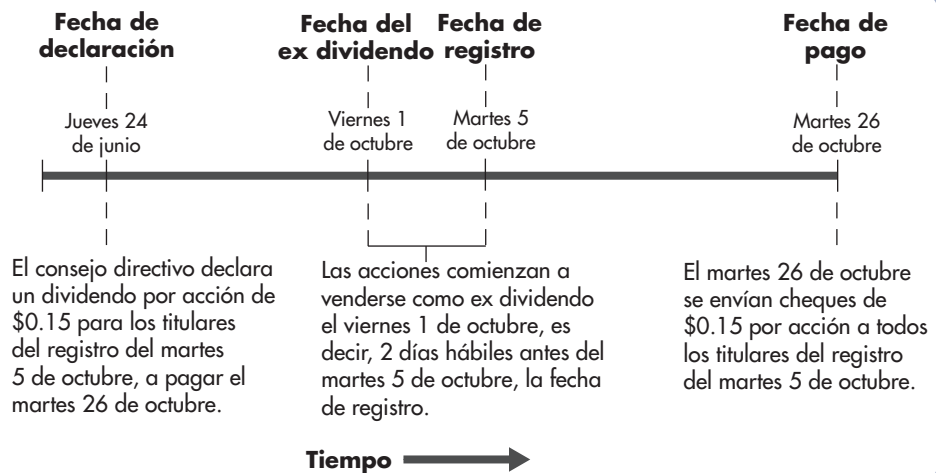 Fecha de
declaración
Fecha del
ex dividendo
Fecha de
registro
Fecha de
pago
Jueves 24
de junio
Viernes 1
de octubre
Martes 5
de octubre
Martes 26
de octubre
El consejo directivo declara
un dividendo por acción de
$0.15 para los titulares
del registro del martes
5 de octubre, a pagar el
martes 26 de octubre.
Las acciones comienzan a
venderse como ex dividendo
el viernes 1 de octubre, es
decir, 2 días hábiles antes del
martes 5 de octubre, la fecha
de registro.
El martes 26 de octubre
se envían cheques de
$0.15 por acción a todos
los titulares del registro
del martes 5 de octubre.
Tiempo